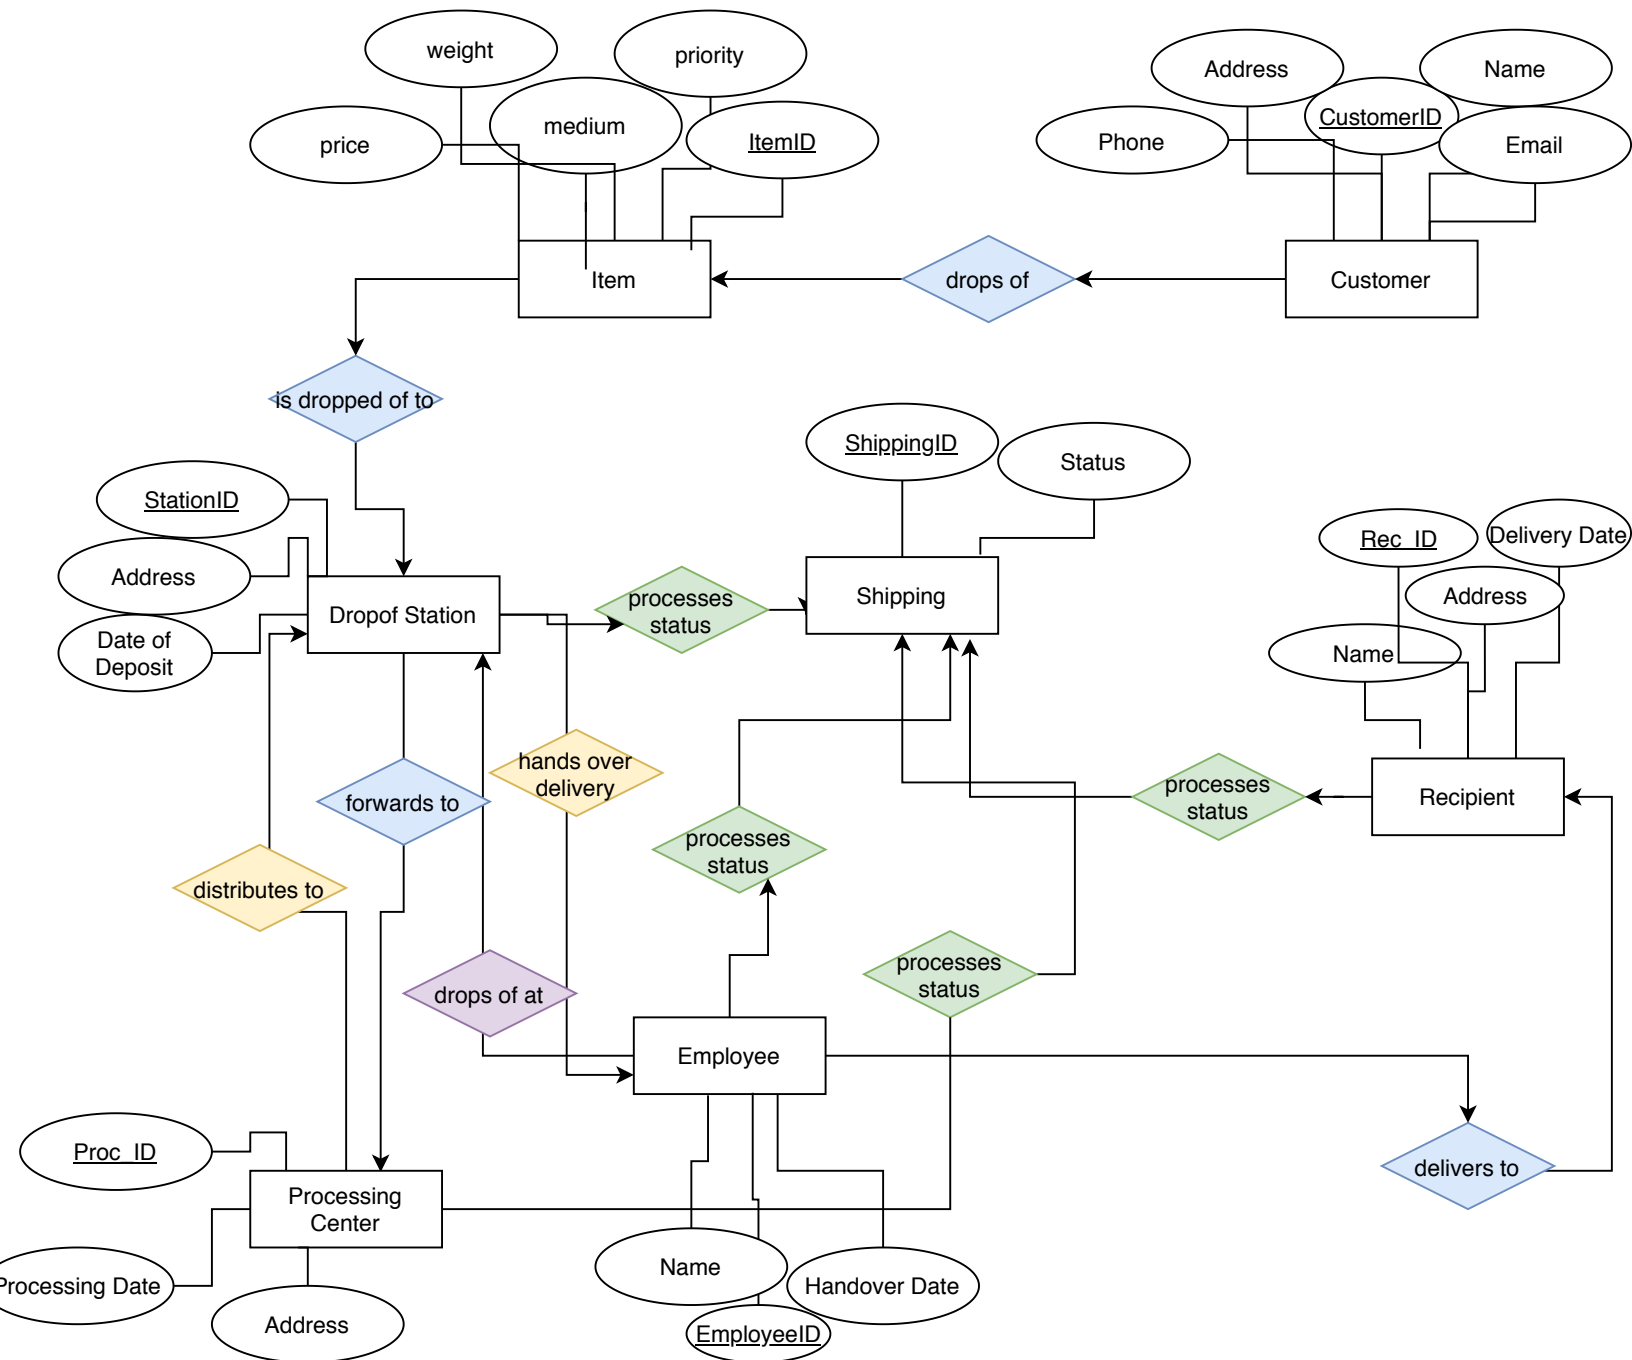 weight
priority
medium
price
ItemID
Address
Name
CustomerID
Phone
Email
Item
drops of
Customer
is dropped of to
ShippingID
Status
StationID
Address
Date of
Deposit
Dropof Station
processes
status
Shipping
Rec_ID
Delivery Date
Address
Name
hands over
delivery
forwards to
processes
status
Recipient
processes
status
distributes to
drops of at
processes
status
Employee
Proc_ID
Processing
Center
delivers to
Processing Date
Address
Name
Handover Date
EmployeeID